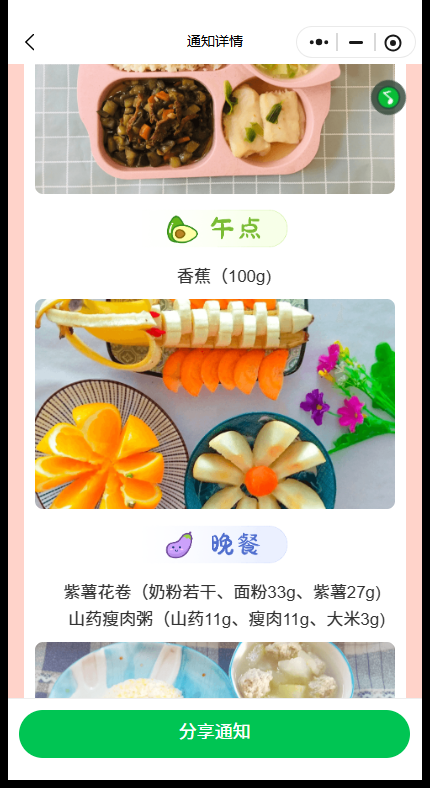 通知详情
午点
香蕉（100g)
晚餐
紫薯花卷（奶粉若干、面粉33g、紫薯27g)
山药瘦肉粥（山药11g、瘦肉11g、大米3g)
分享通知